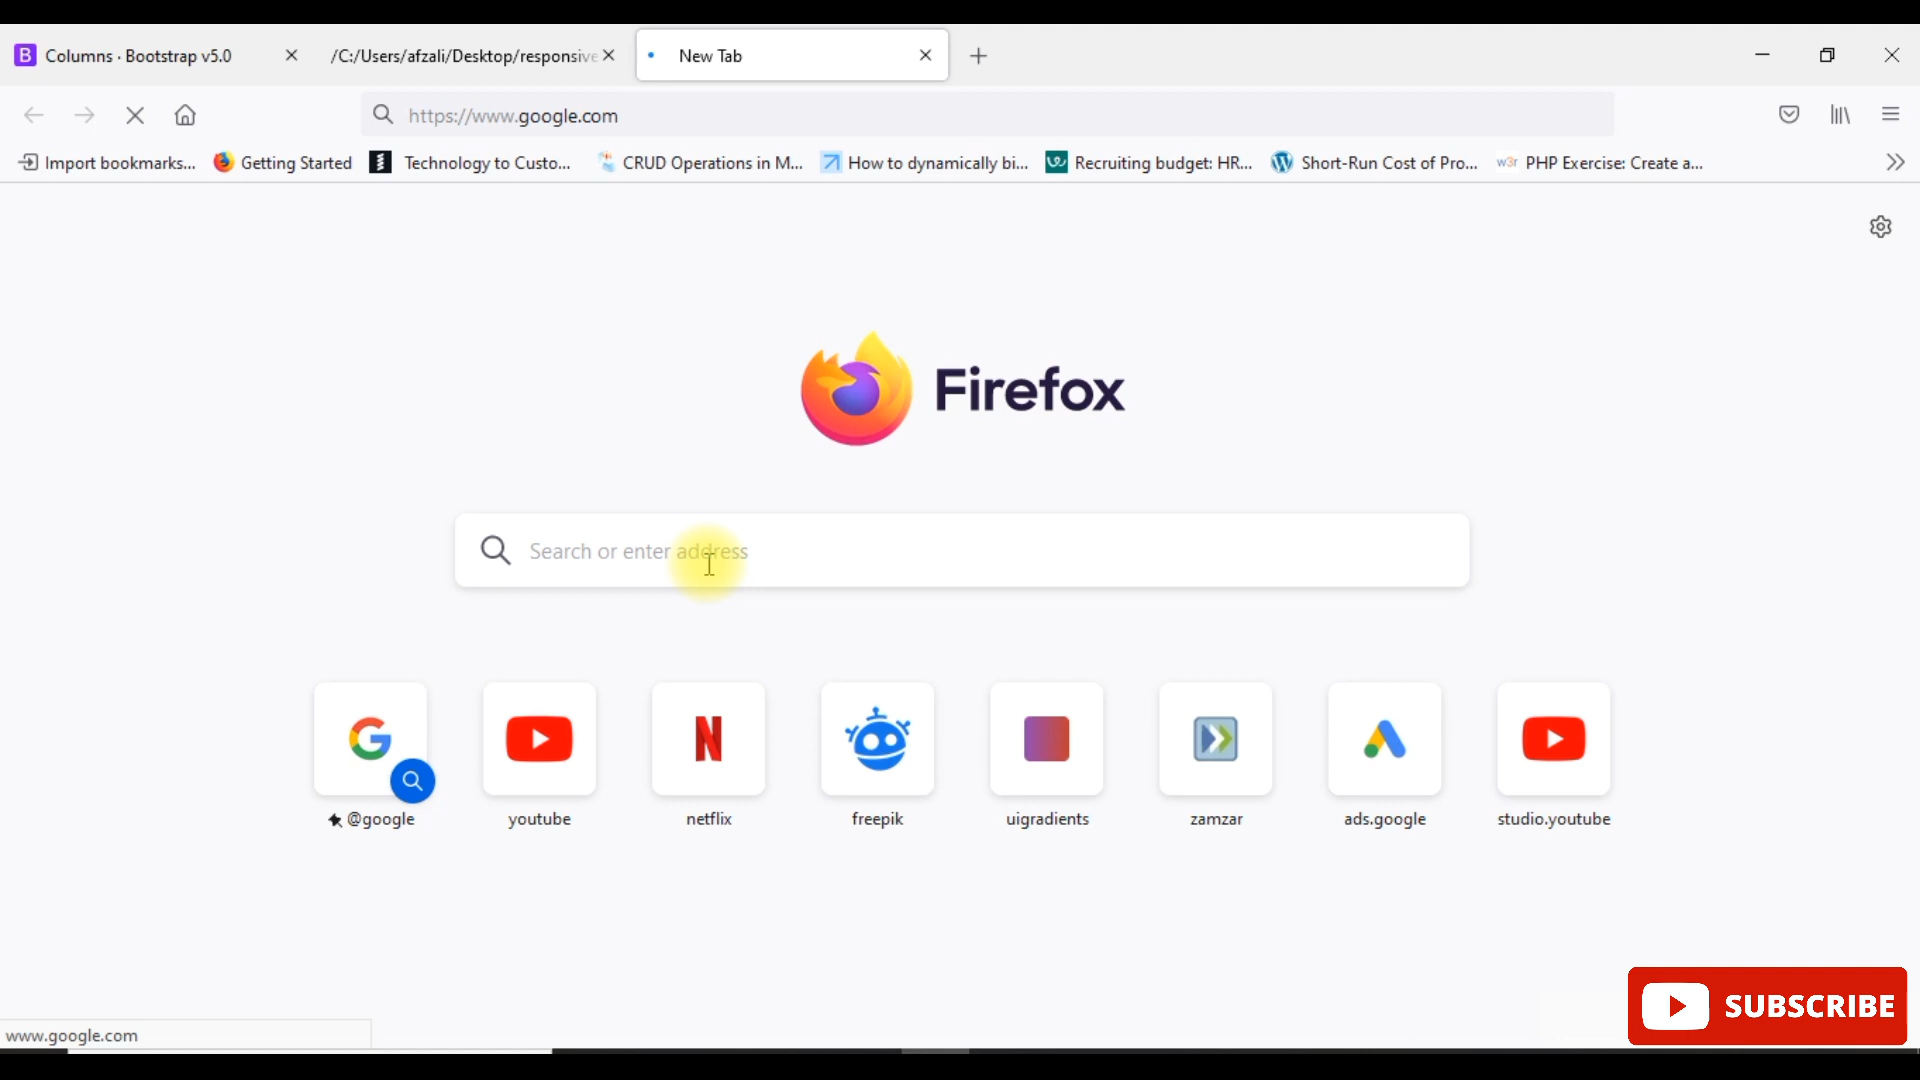 Columns · Bootstrap v5.0
/C:/Users/afzali/Desktop/responsive
New Tab
https://www.google.com
Import bookmarks...
Getting Started
Technology to Custo...
CRUD Operations in M...
How to dynamically bi...
Recruiting budget: HR...
Short-Run Cost of Pro...
w3r PHP Exercise: Create a...
Firefox
Search or enter address
@google
youtube
netflix
freepik
uigradients
zamzar
ads.google
studio.youtube
SUBSCRIBE
www.google.com